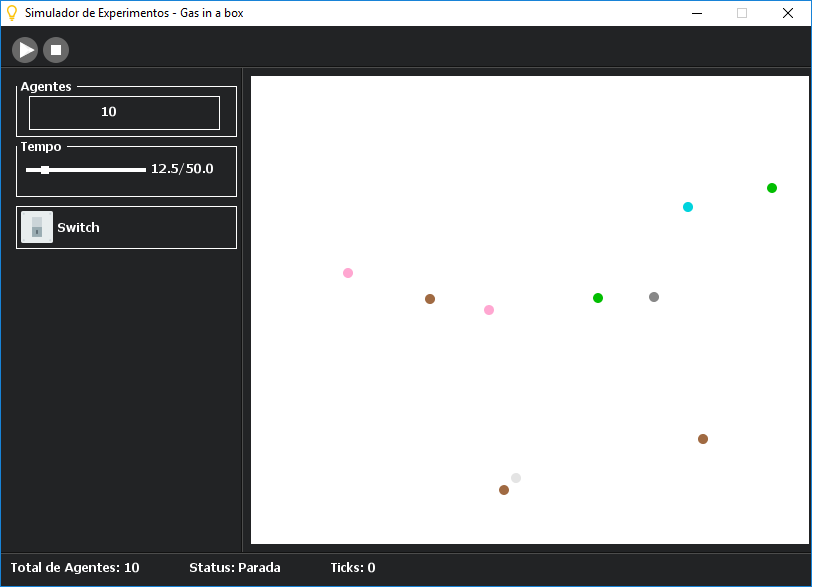 Simulador de Experimentos - Gas in a box
Agentes
10
Tempo
12.5/50.0
Switch
Total de Agentes: 10 Status: Parada Ticks: 0